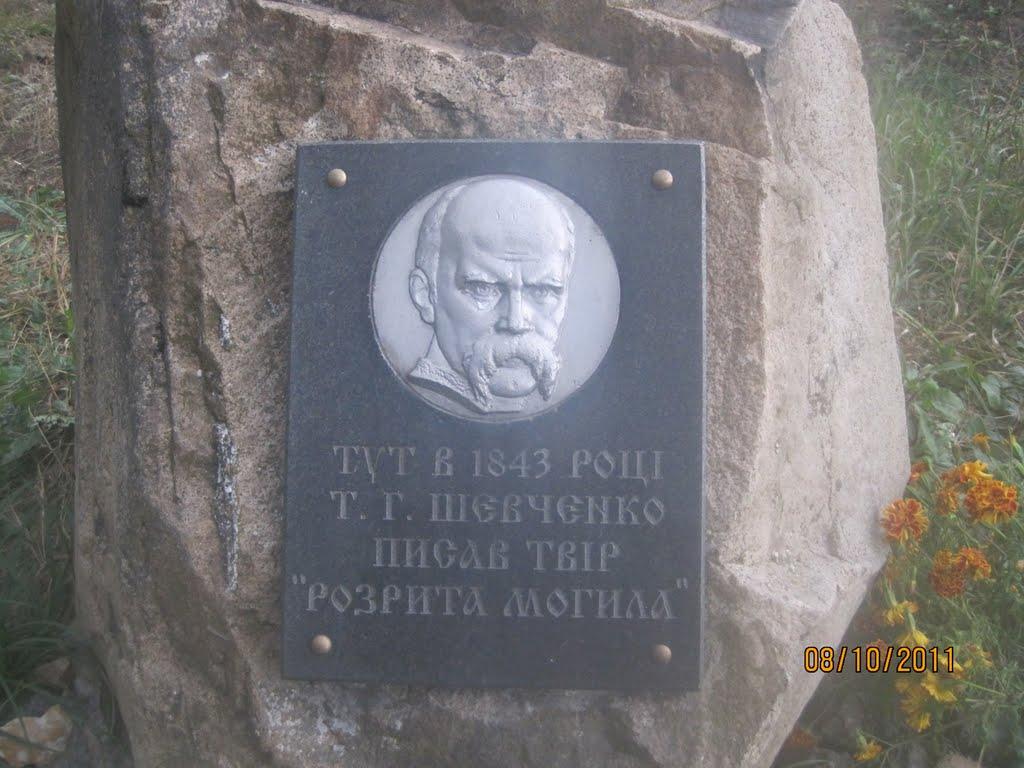 ТУТ В 1843 РОЦІ
Т. Г. ШЕВЧЕНКО
ПИСАВ ТВІР
"РОЗРИТА МОГИЛА"
08/10/2011